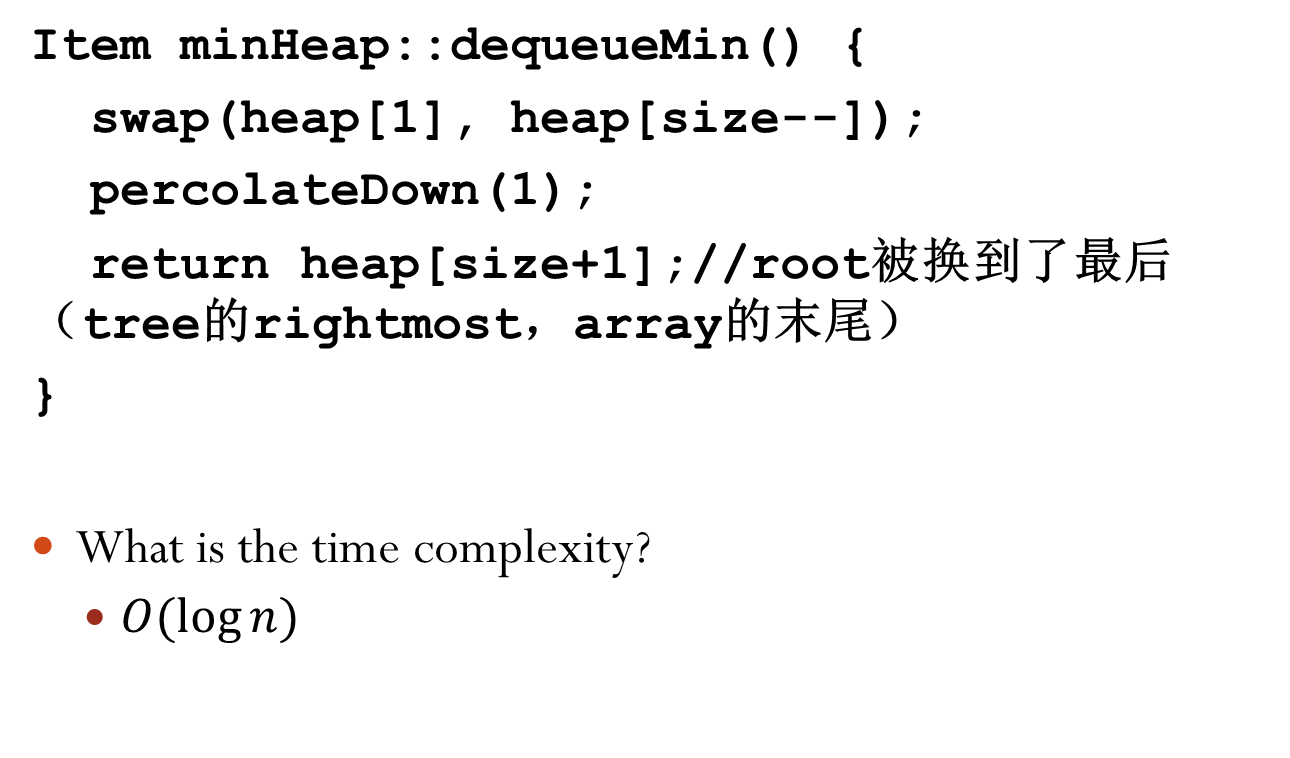 Item minHeap::dequeueMin() {
swap(heap[1], heap[size--]);
percolateDown(1);
return heap[size+1];//root被换到了最后
（tree的rightmost，array的末尾）
}
What is the time complexity?
O(log n)